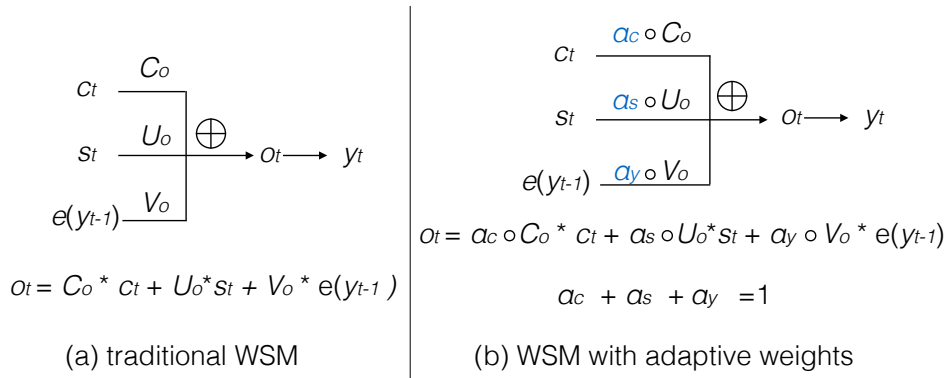 Co
ct
Uo
st
ot
yt
Vo
e(yt-1)
ot = Co * ct + Uo*st + Vo * e(yt-1 )
(a) traditional WSM
αc ∘ Co
ct
αs ∘ Uo
st
ot
yt
αy ∘ Vo
e(yt-1)
ot = αc ∘ Co * ct + αs ∘ Uo*st + αy ∘ Vo * e(yt-1)
αc + αs + αy =1
(b) WSM with adaptive weights